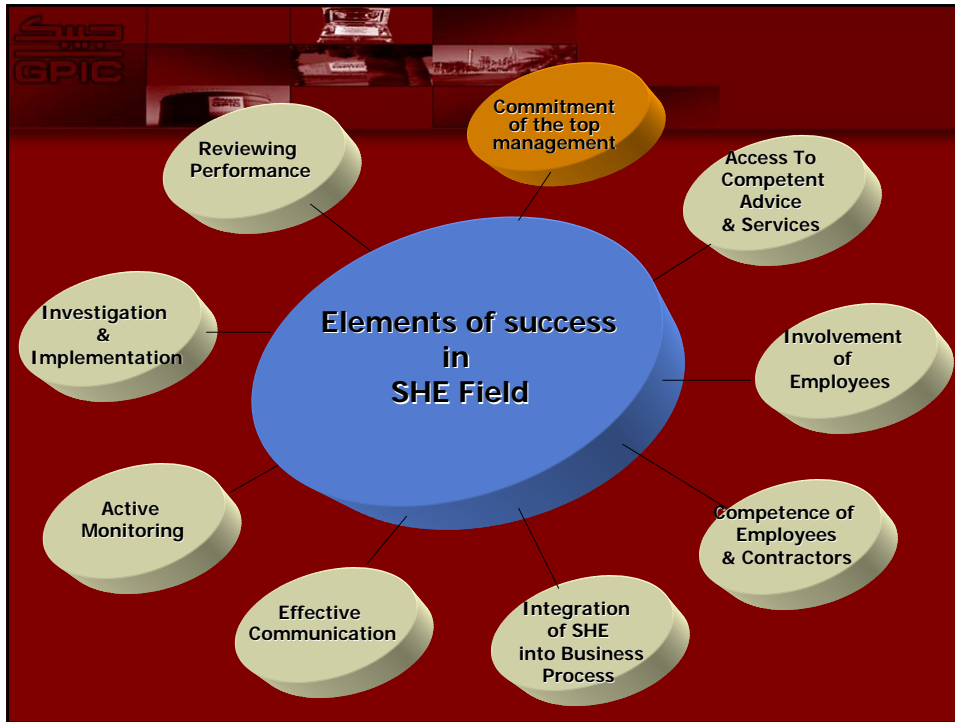 جيبك
GPIC
Commitment
of the top
management
Reviewing
Performance
Access To
Competent
Advice
& Services
Investigation
&
Implementation
Elements of success
in
SHE Field
Involvement
of
Employees
Active
Monitoring
Competence of
Employees
& Contractors
Effective
Communication
Integration
of SHE
into Business
Process